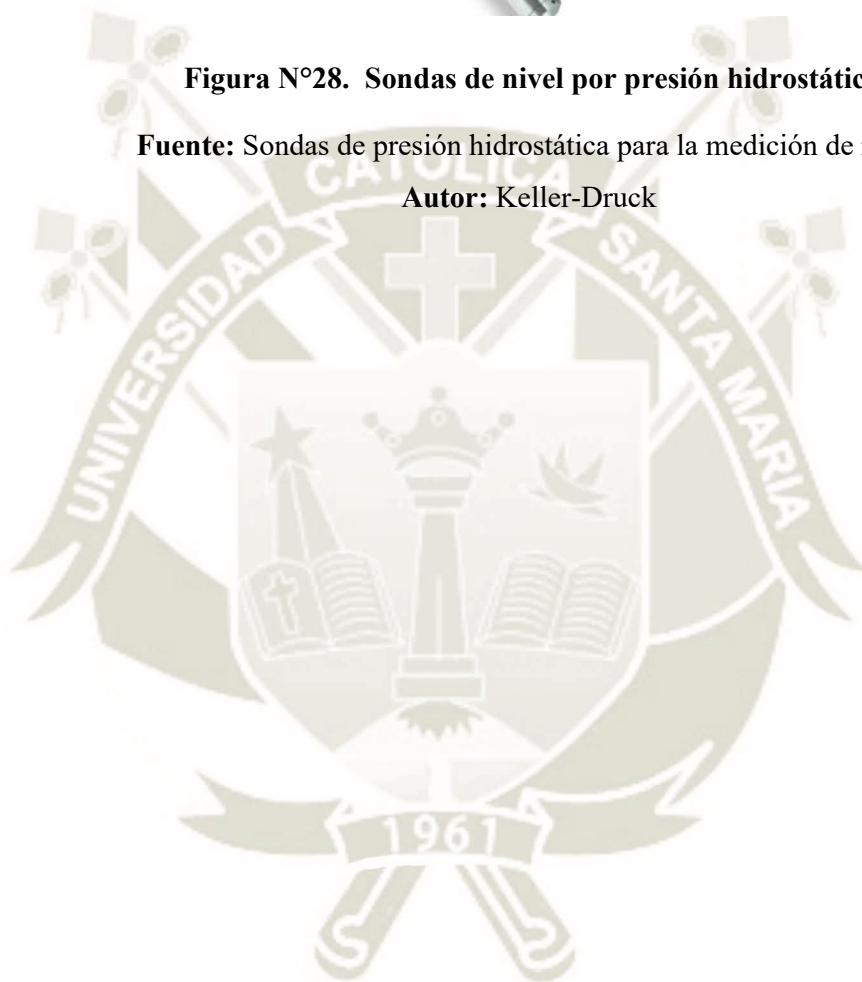 Figura N°28. Sondas de nivel por presión hidrostátic
Fuente: Sondas de presión hidrostática para la medición de
Autor: Keller-Druck
UNIVERSIDAD CATOLICA SANTA MARIA
1961